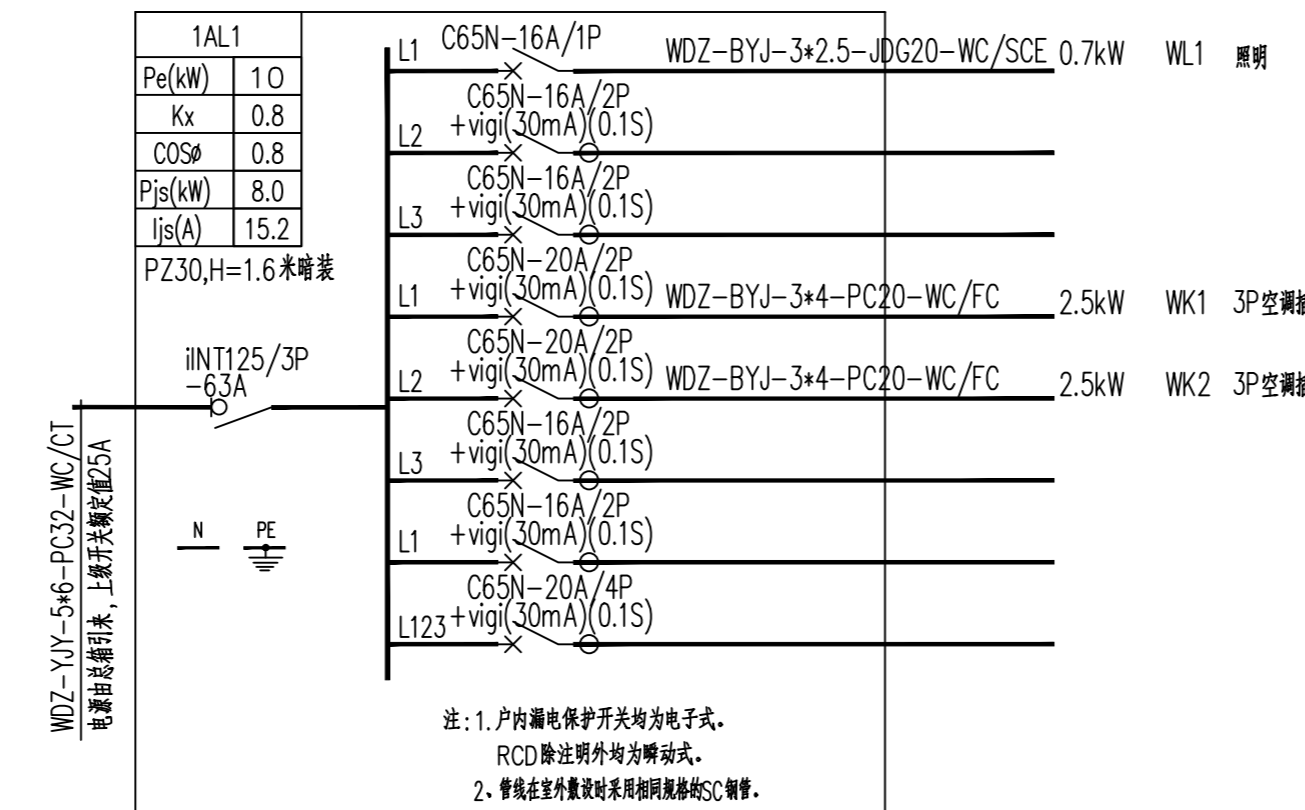 1AL1
Pe(kW) 10
Kx 0.8
COSø 0.8
Pjs(kW) 8.0
Ijs(A) 15.2
PZ30,H=1.6米暗装
iINT125/3P
-63A
WDZ-YJY-5*6-PC32-WC/CT
电源由总箱引来，上级开关额定值25A
N PE
L1 C65N-16A/1P WDZ-BYJ-3*2.5-JDG20-WC/SCE 0.7kW WL1 照明
C65N-16A/2P
L2 +vigi(30mA)(0.1S)
C65N-16A/2P
L3 +vigi(30mA)(0.1S)
C65N-20A/2P
L1 +vigi(30mA)(0.1S) WDZ-BYJ-3*4-PC20-WC/FC 2.5kW WK1 3P空调插
C65N-20A/2P
L2 +vigi(30mA)(0.1S) WDZ-BYJ-3*4-PC20-WC/FC 2.5kW WK2 3P空调插
C65N-16A/2P
L3 +vigi(30mA)(0.1S)
C65N-16A/2P
L1 +vigi(30mA)(0.1S)
C65N-20A/4P
L123 +vigi(30mA)(0.1S)
注：1.户内漏电保护开关均为电子式。
RCD除注明外均为瞬动式。
2、管线在室外敷设时采用相同规格的SC钢管。